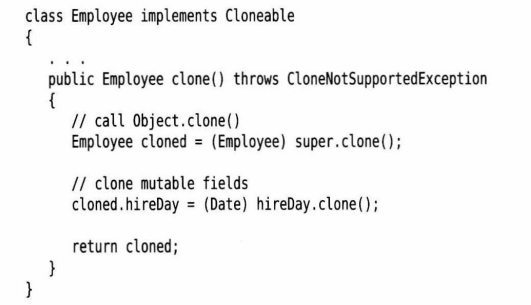 class Employee implements Cloneable
{
. . .
public Employee clone() throws CloneNotSupportedException
{
// call Object.clone()
Employee cloned = (Employee) super.clone();
// clone mutable fields
cloned.hireDay = (Date) hireDay.clone();
return cloned;
}
}